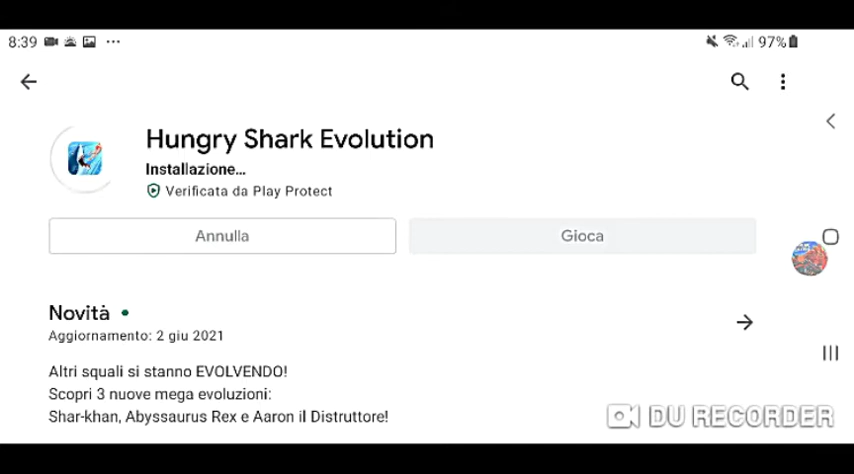 8:39 97%
Hungry Shark Evolution
Installazione...
Verificata da Play Protect
Annulla Gioca
Novità
Aggiornamento: 2 giu 2021
Altri squali si stanno EVOLVENDO!
Scopri 3 nuove mega evoluzioni:
Shar-khan, Abyssaurus Rex e Aaron il Distruttore!
DU RECORDER